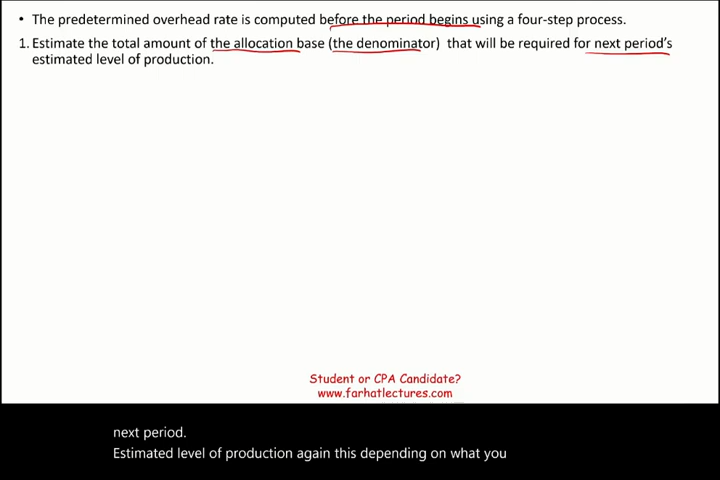 • The predetermined overhead rate is computed before the period begins using a four-step process.
1. Estimate the total amount of the allocation base (the denominator) that will be required for next period's
estimated level of production.
Student or CPA Candidate?
www.farhatlectures.com
next period.
Estimated level of production again this depending on what you